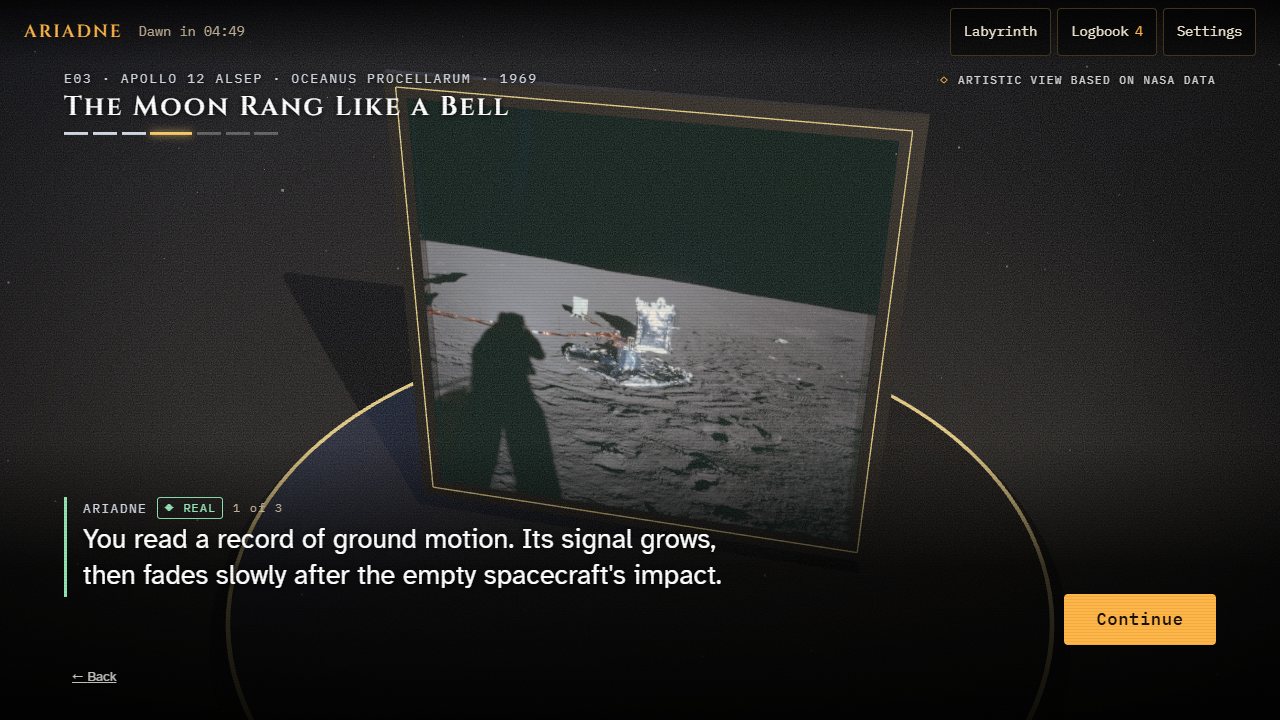 ARIADNE Dawn in 04:49 Labyrinth Logbook 4 Settings
E03 · APOLLO 12 ALSEP · OCEANUS PROCELLARUM · 1969
◇ ARTISTIC VIEW BASED ON NASA DATA
The Moon Rang Like a Bell
ARIADNE ◆ REAL 1 of 3
You read a record of ground motion. Its signal grows,
then fades slowly after the empty spacecraft's impact.
Continue
← Back